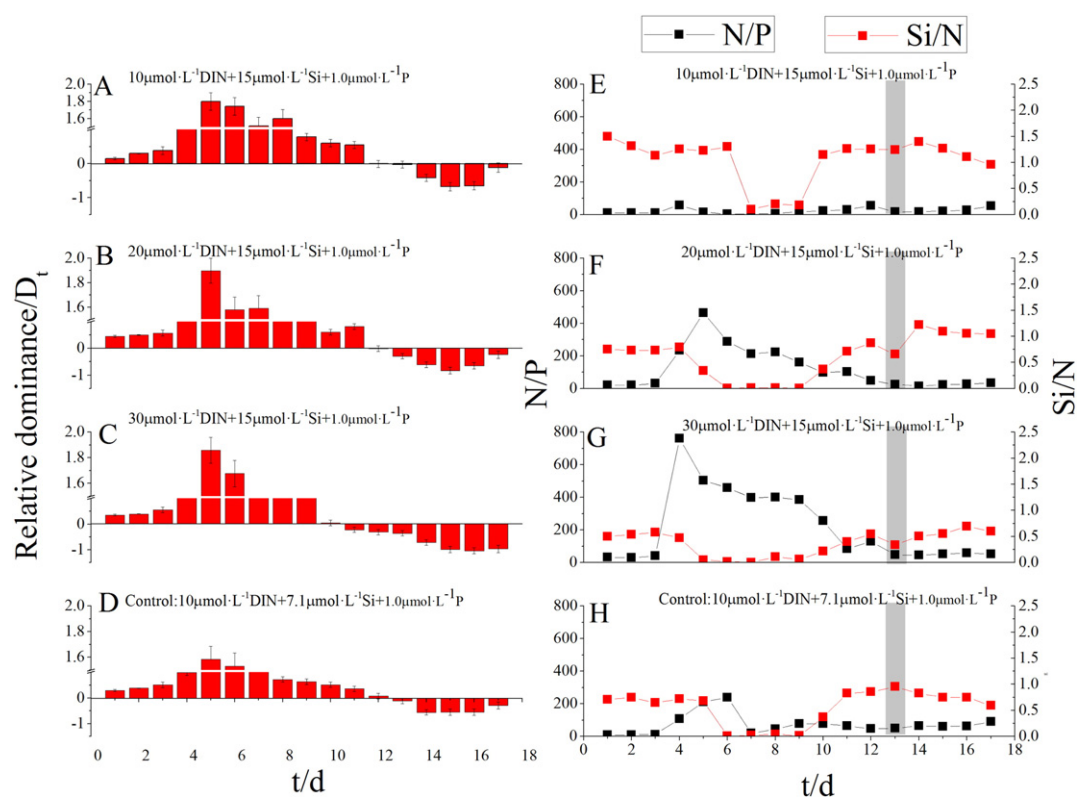 N/P
Si/N
A
10μmol·L⁻¹DIN+15μmol·L⁻¹Si+1.0μmol·L⁻¹P
2.0
1.8
1.6
0
-1
B
20μmol·L⁻¹DIN+15μmol·L⁻¹Si+1.0μmol·L⁻¹P
2.0
1.8
1.6
0
-1
C
30μmol·L⁻¹DIN+15μmol·L⁻¹Si+1.0μmol·L⁻¹P
2.0
1.8
1.6
0
-1
D
Control:10μmol·L⁻¹DIN+7.1μmol·L⁻¹Si+1.0μmol·L⁻¹P
2.0
1.8
1.6
0
-1
0 2 4 6 8 10 12 14 16 18
t/d
Relative dominance/Dt
E
10μmol·L⁻¹DIN+15μmol·L⁻¹Si+1.0μmol·L⁻¹P
800
600
400
200
0
2.5
2.0
1.5
1.0
0.5
0.0
F
20μmol·L⁻¹DIN+15μmol·L⁻¹Si+1.0μmol·L⁻¹P
800
600
400
200
0
2.5
2.0
1.5
1.0
0.5
0.0
G
30μmol·L⁻¹DIN+15μmol·L⁻¹Si+1.0μmol·L⁻¹P
800
600
400
200
0
2.5
2.0
1.5
1.0
0.5
0.0
H
Control:10μmol·L⁻¹DIN+7.1μmol·L⁻¹Si+1.0μmol·L⁻¹P
800
600
400
200
0
2.5
2.0
1.5
1.0
0.5
0.0
0 2 4 6 8 10 12 14 16 18
t/d
N/P
Si/N